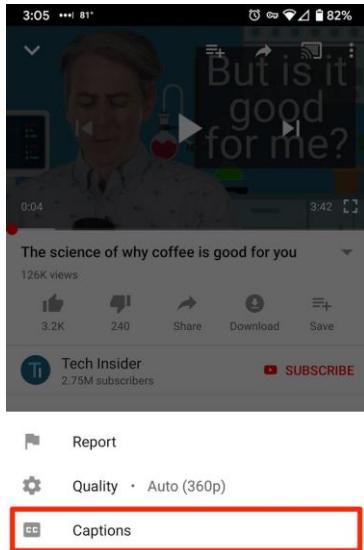 3:05 81° 82%
But is it
good
for me?
0:04 3:42
The science of why coffee is good for you
126K views
3.2K 240 Share Download Save
TI Tech Insider
2.75M subscribers
SUBSCRIBE
Report
Quality • Auto (360p)
CC Captions